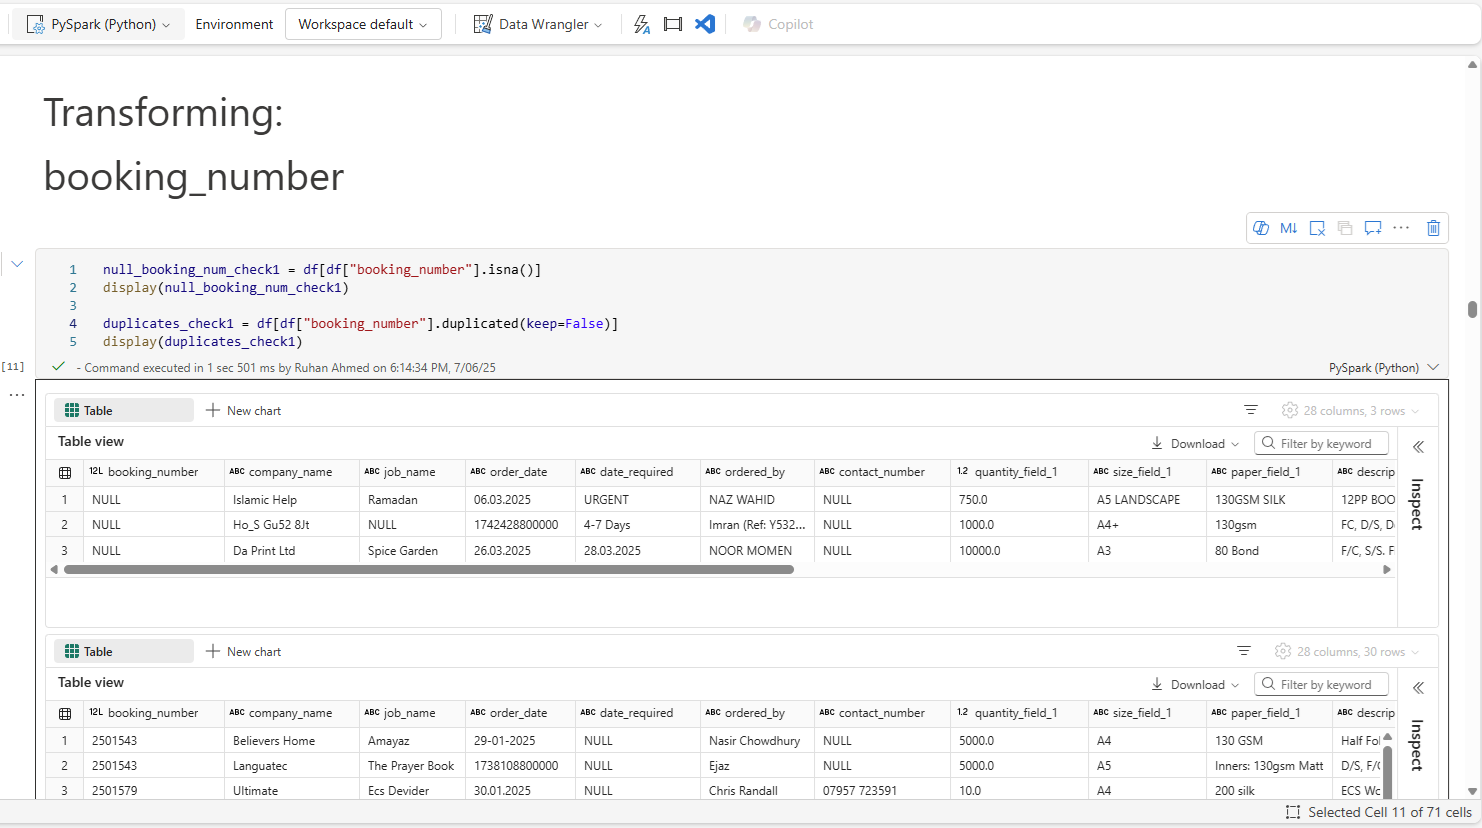 PySpark (Python) Environment Workspace default Data Wrangler Copilot
Transforming:
booking_number
M↓ ...
1 null_booking_num_check1 = df[df["booking_number"].isna()]
2 display(null_booking_num_check1)
3
4 duplicates_check1 = df[df["booking_number"].duplicated(keep=False)]
5 display(duplicates_check1)
[11] - Command executed in 1 sec 501 ms by Ruhan Ahmed on 6:14:34 PM, 7/06/25 PySpark (Python)
Table New chart 28 columns, 3 rows
Table view Download Filter by keyword
12L booking_number ABC company_name ABC job_name ABC order_date ABC date_required ABC ordered_by ABC contact_number 1.2 quantity_field_1 ABC size_field_1 ABC paper_field_1 ABC descrip
1 NULL Islamic Help Ramadan 06.03.2025 URGENT NAZ WAHID NULL 750.0 A5 LANDSCAPE 130GSM SILK 12PP BOO
2 NULL Ho_S Gu52 8Jt NULL 1742428800000 4-7 Days Imran (Ref: Y532... NULL 1000.0 A4+ 130gsm FC, D/S, D
3 NULL Da Print Ltd Spice Garden 26.03.2025 28.03.2025 NOOR MOMEN NULL 10000.0 A3 80 Bond F/C, S/S. F
Inspect
Table New chart 28 columns, 30 rows
Table view Download Filter by keyword
12L booking_number ABC company_name ABC job_name ABC order_date ABC date_required ABC ordered_by ABC contact_number 1.2 quantity_field_1 ABC size_field_1 ABC paper_field_1 ABC descrip
1 2501543 Believers Home Amayaz 29-01-2025 NULL Nasir Chowdhury NULL 5000.0 A4 130 GSM Half Fol
2 2501543 Languatec The Prayer Book 1738108800000 NULL Ejaz NULL 5000.0 A5 Inners: 130gsm Matt D/S, F/
3 2501579 Ultimate Ecs Devider 30.01.2025 NULL Chris Randall 07957 723591 10.0 A4 200 silk ECS Wc
Inspect
Selected Cell 11 of 71 cells